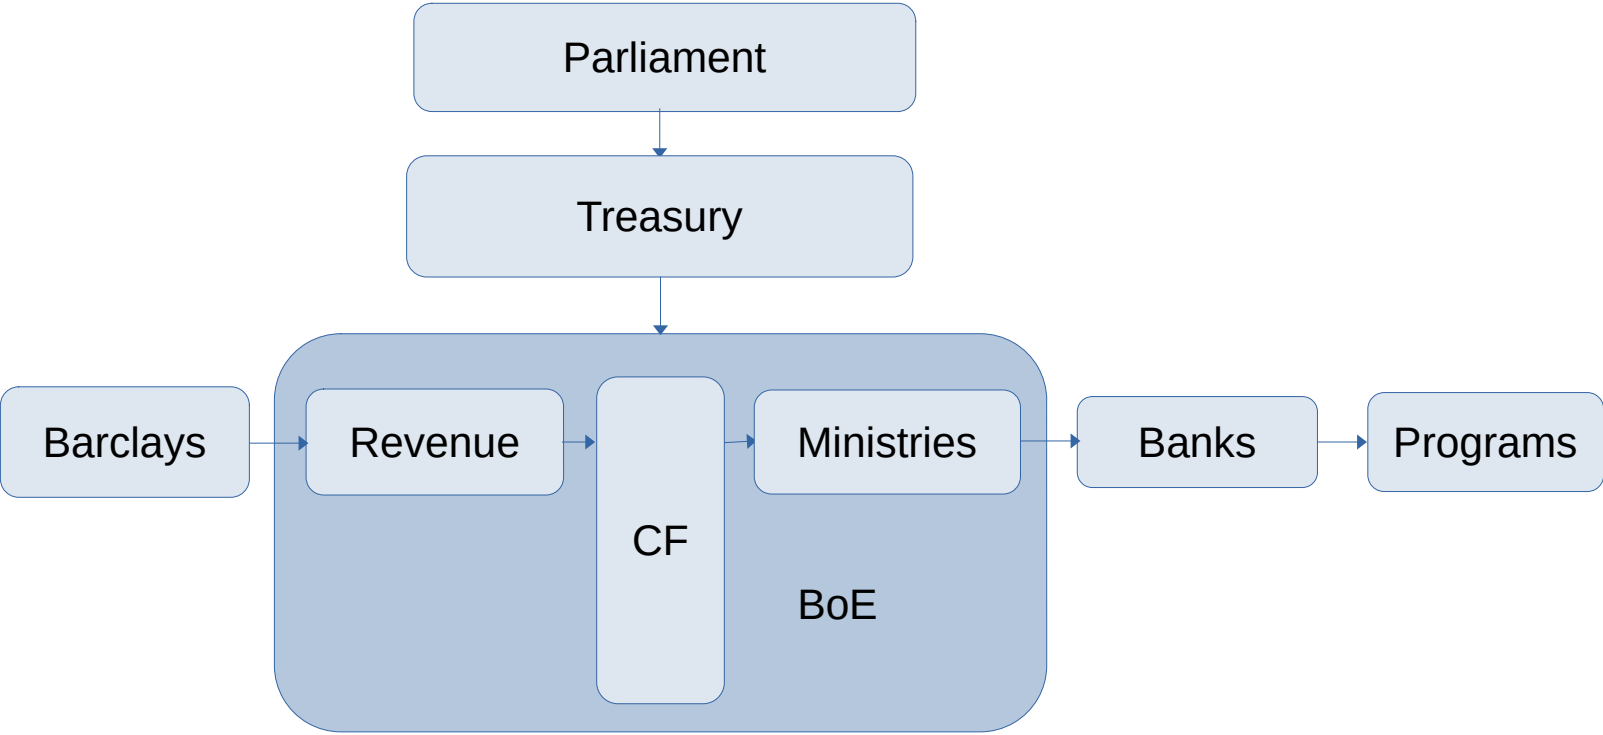 Parliament
Treasury
Barclays
Revenue
CF
Ministries
BoE
Banks
Programs